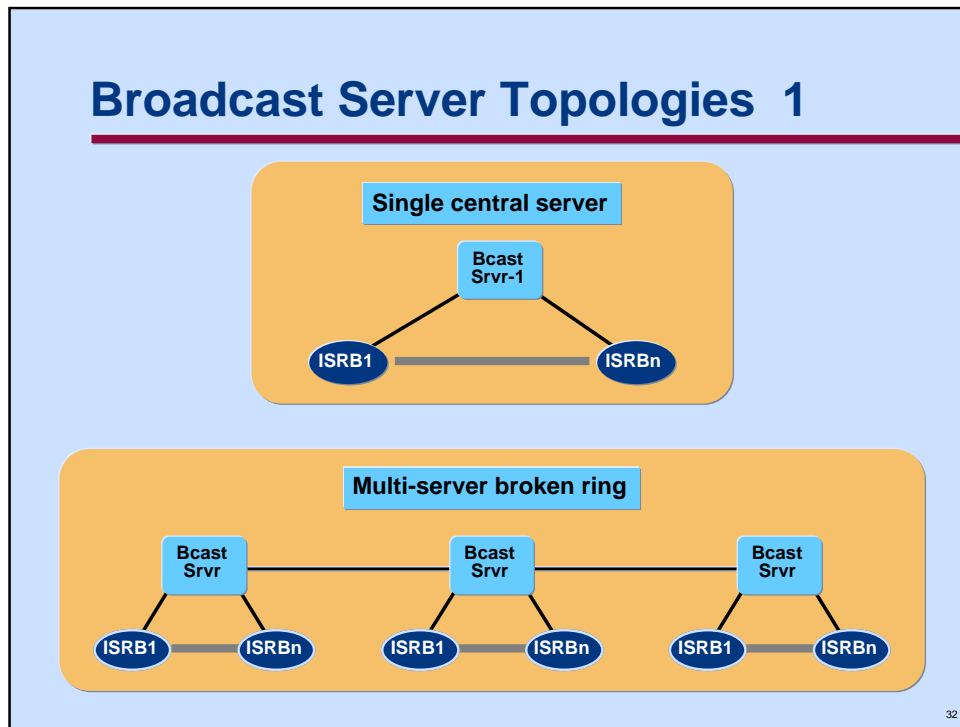 Broadcast Server Topologies 1
Single central server
Bcast
Srvr-1
ISRB1
ISRBn
Multi-server broken ring
Bcast
Srvr
Bcast
Srvr
Bcast
Srvr
ISRB1
ISRBn
ISRB1
ISRBn
ISRB1
ISRBn
32